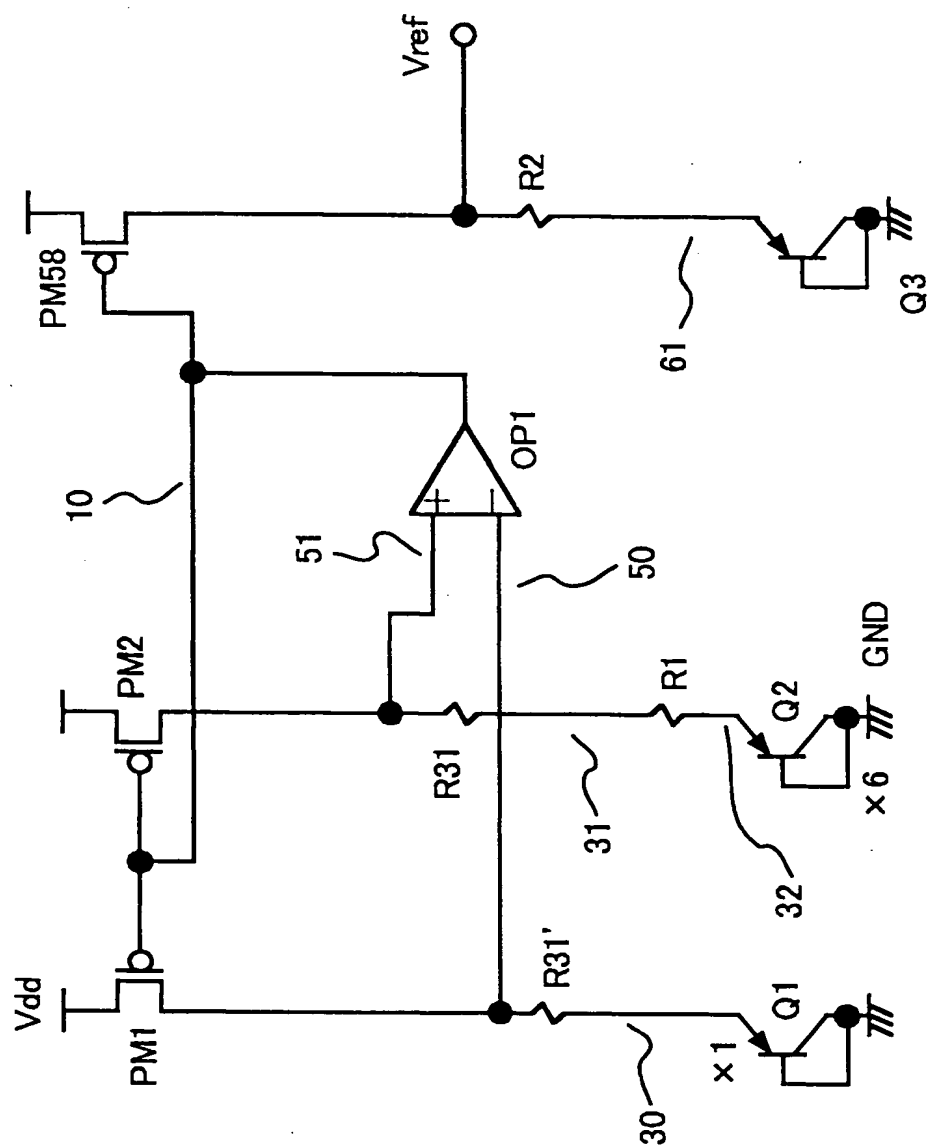 Vdd
PM1
PM2
PM58
10
Vref
51
+
−
OP1
50
R31'
R31
R2
30
31
R1
61
32
×1
Q1
×6
Q2
GND
Q3